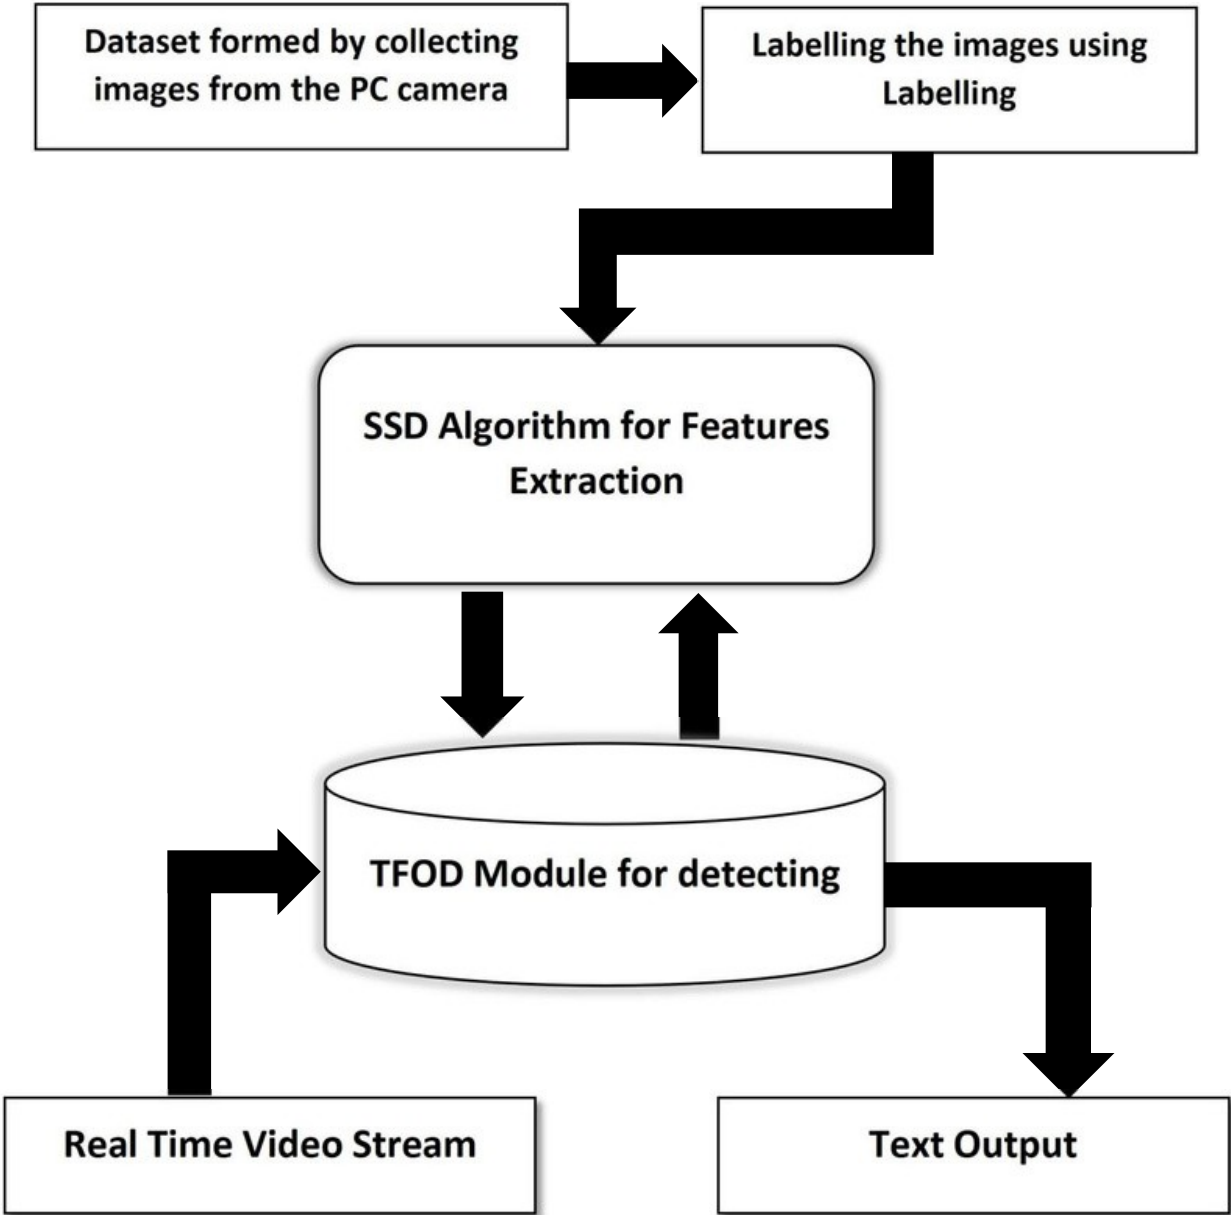 Dataset formed by collecting
images from the PC camera
Labelling the images using
Labelling
SSD Algorithm for Features
Extraction
TFOD Module for detecting
Real Time Video Stream
Text Output